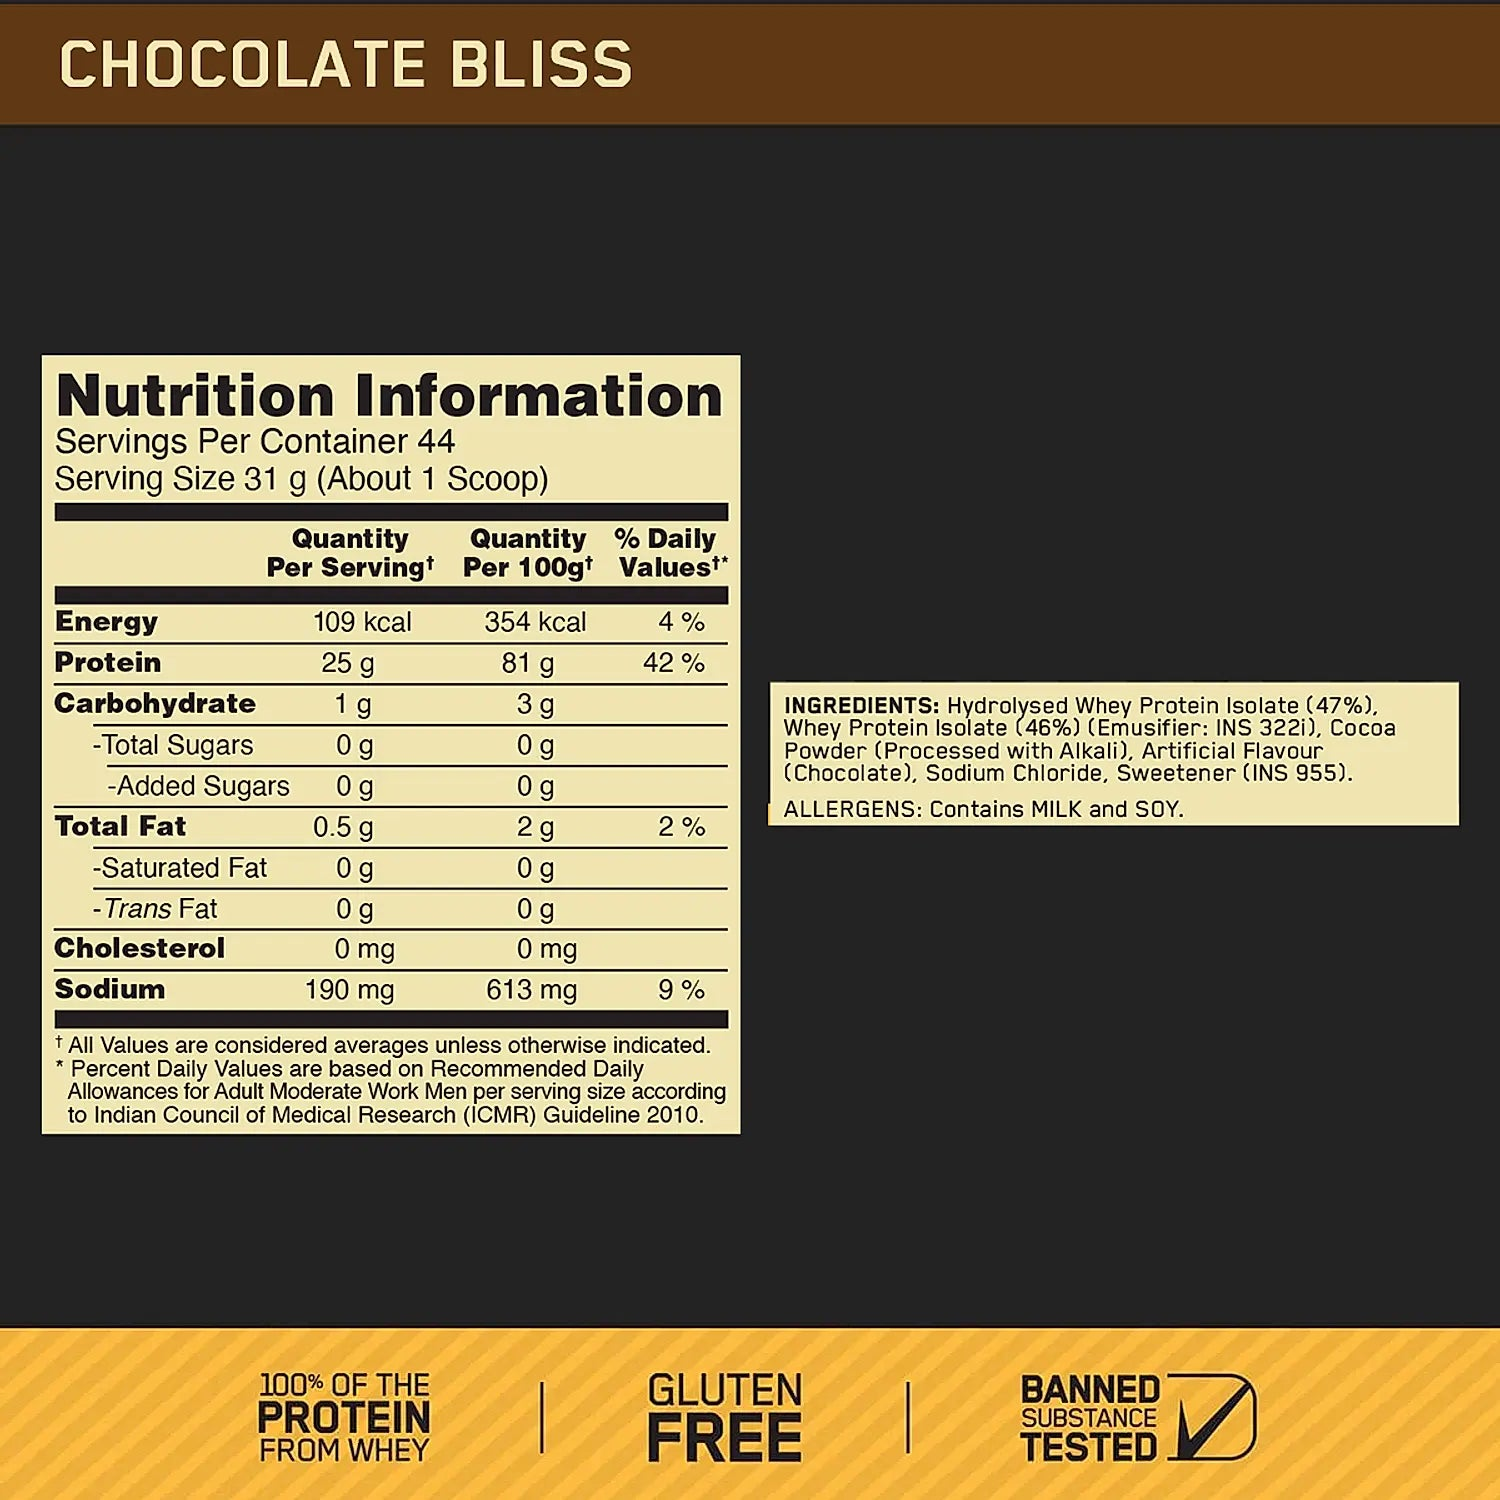 CHOCOLATE BLISS
Nutrition Information
Servings Per Container 44
Serving Size 31 g (About 1 Scoop)
Quantity Per Serving† Quantity Per 100g† % Daily Values†*
Energy 109 kcal 354 kcal 4 %
Protein 25 g 81 g 42 %
Carbohydrate 1 g 3 g
-Total Sugars 0 g 0 g
-Added Sugars 0 g 0 g
Total Fat 0.5 g 2 g 2 %
-Saturated Fat 0 g 0 g
-Trans Fat 0 g 0 g
Cholesterol 0 mg 0 mg
Sodium 190 mg 613 mg 9 %
† All Values are considered averages unless otherwise indicated.
* Percent Daily Values are based on Recommended Daily
Allowances for Adult Moderate Work Men per serving size according
to Indian Council of Medical Research (ICMR) Guideline 2010.
INGREDIENTS: Hydrolysed Whey Protein Isolate (47%),
Whey Protein Isolate (46%) (Emusifier: INS 322i), Cocoa
Powder (Processed with Alkali), Artificial Flavour
(Chocolate), Sodium Chloride, Sweetener (INS 955).
ALLERGENS: Contains MILK and SOY.
100% OF THE
PROTEIN
FROM WHEY
GLUTEN
FREE
BANNED
SUBSTANCE
TESTED